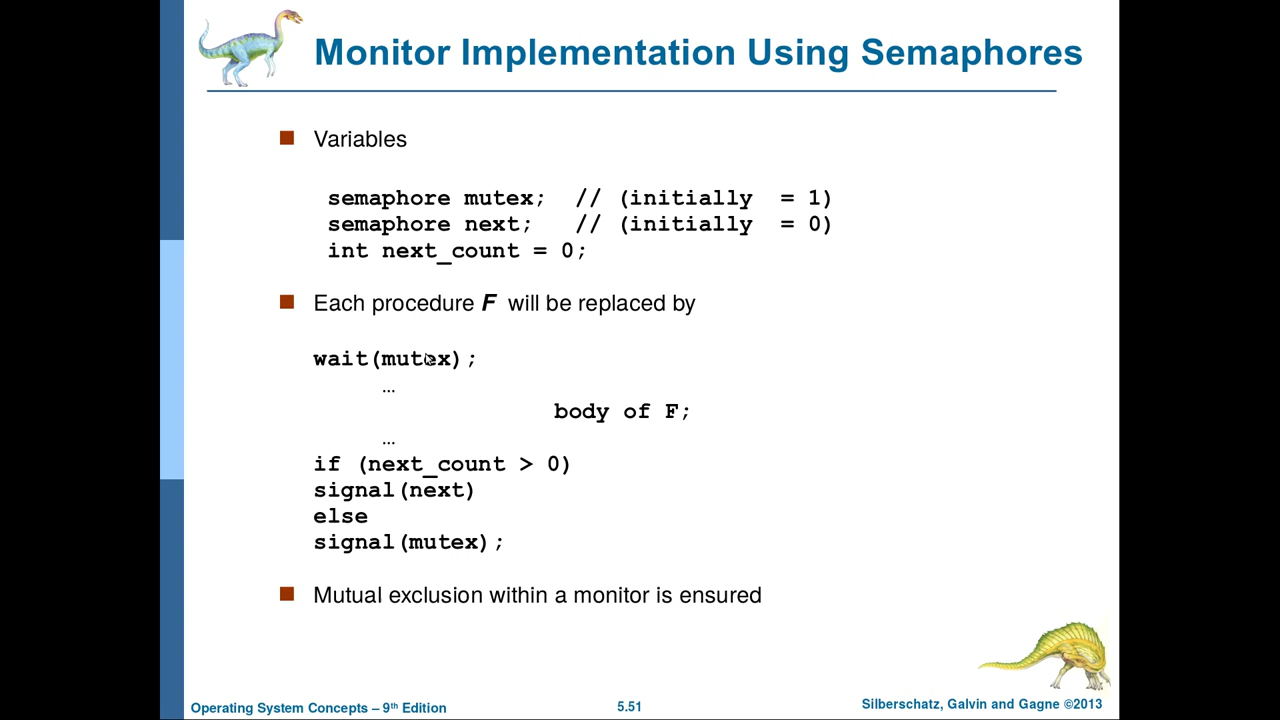 Monitor Implementation Using Semaphores
Variables
semaphore mutex; // (initially = 1)
semaphore next; // (initially = 0)
int next_count = 0;
Each procedure F will be replaced by
wait(mutex);
…
body of F;
…
if (next_count > 0)
signal(next)
else
signal(mutex);
Mutual exclusion within a monitor is ensured
Operating System Concepts – 9th Edition
5.51
Silberschatz, Galvin and Gagne ©2013